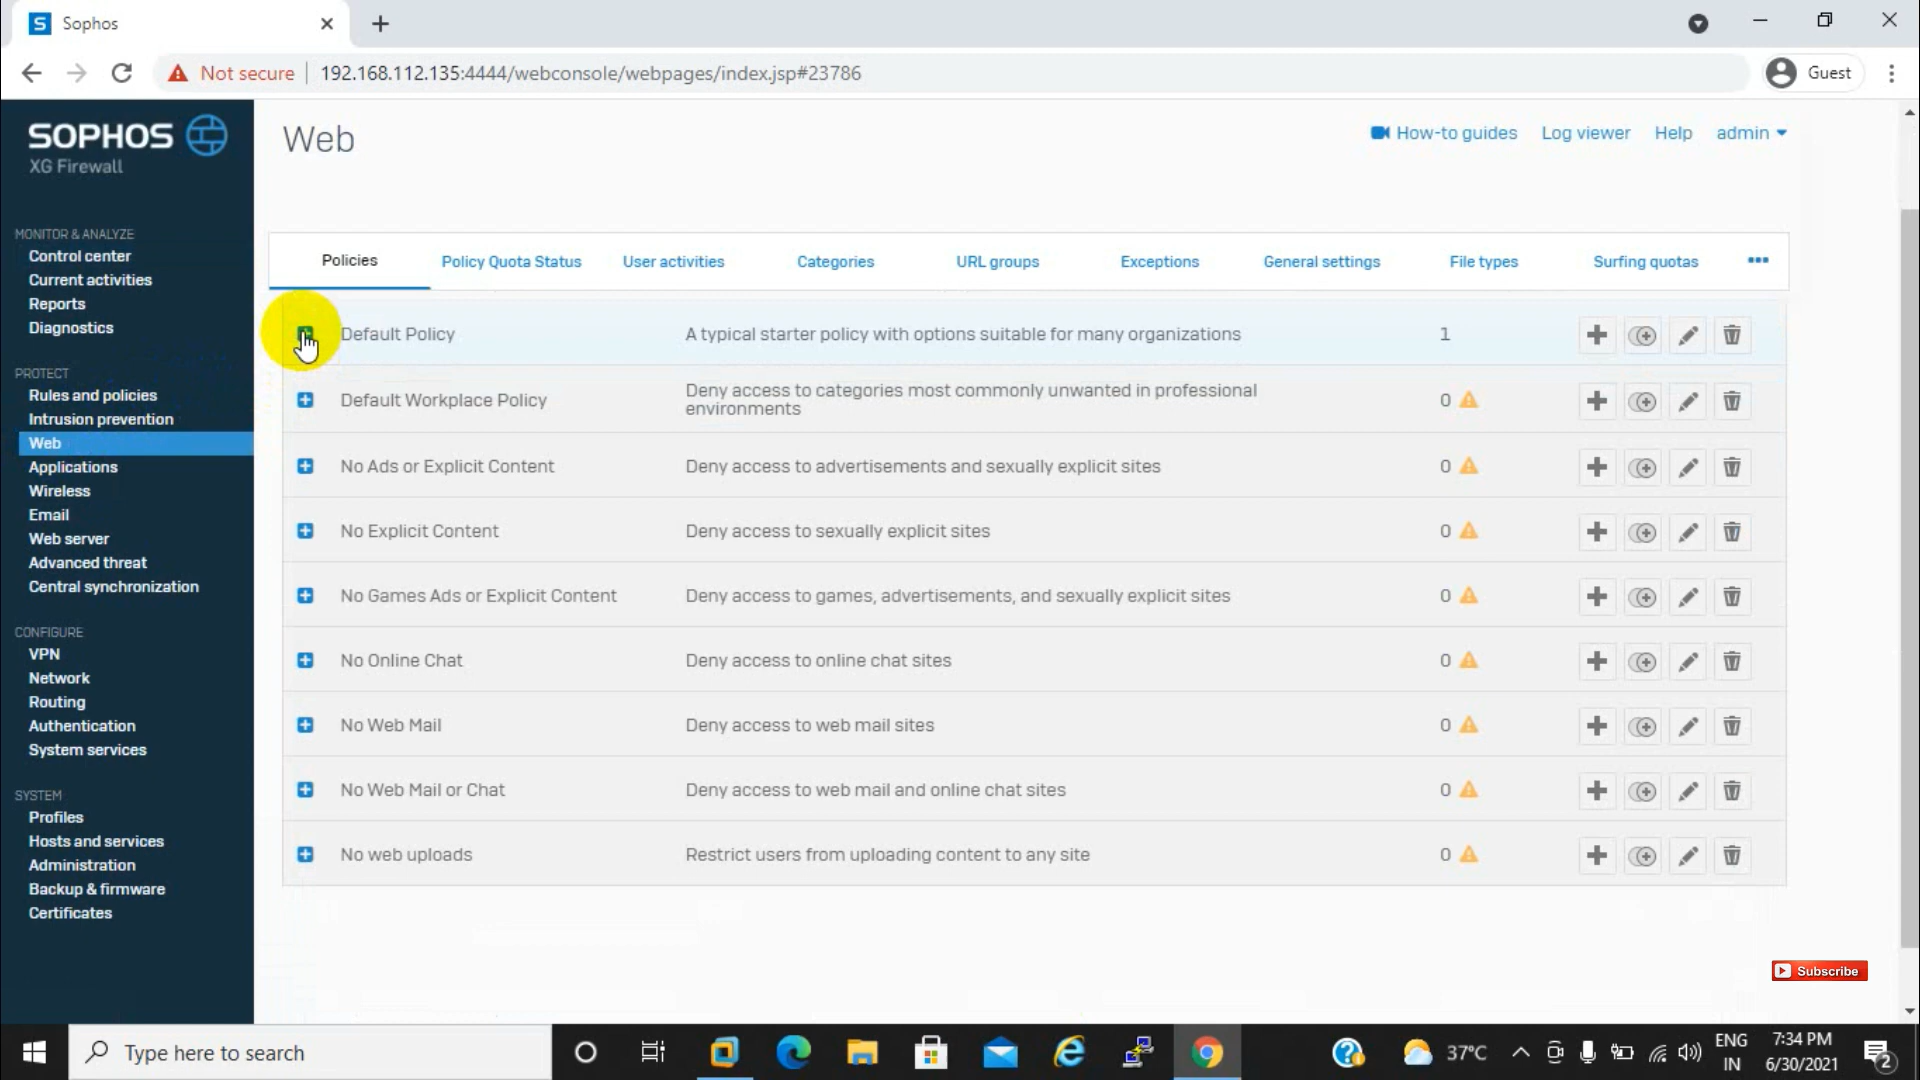 S Sophos
Not secure 192.168.112.135:4444/webconsole/webpages/index.jsp#23786 Guest
SOPHOS
XG Firewall
MONITOR & ANALYZE
Control center
Current activities
Reports
Diagnostics
PROTECT
Rules and policies
Intrusion prevention
Web
Applications
Wireless
Email
Web server
Advanced threat
Central synchronization
CONFIGURE
VPN
Network
Routing
Authentication
System services
SYSTEM
Profiles
Hosts and services
Administration
Backup & firmware
Certificates
Web
How-to guides Log viewer Help admin
Policies Policy Quota Status User activities Categories URL groups Exceptions General settings File types Surfing quotas
Default Policy A typical starter policy with options suitable for many organizations 1
Default Workplace Policy Deny access to categories most commonly unwanted in professional
environments 0
No Ads or Explicit Content Deny access to advertisements and sexually explicit sites 0
No Explicit Content Deny access to sexually explicit sites 0
No Games Ads or Explicit Content Deny access to games, advertisements, and sexually explicit sites 0
No Online Chat Deny access to online chat sites 0
No Web Mail Deny access to web mail sites 0
No Web Mail or Chat Deny access to web mail and online chat sites 0
No web uploads Restrict users from uploading content to any site 0
Subscribe
Type here to search
37°C
ENG
IN
7:34 PM
6/30/2021
2